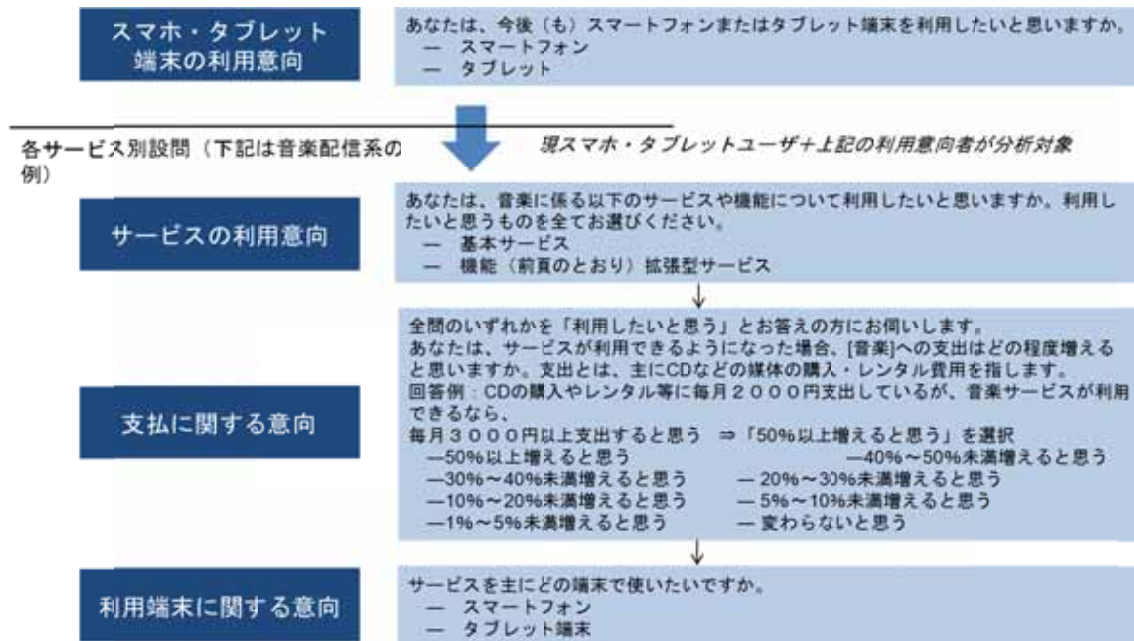 スマホ・タブレット
端末の利用意向
あなたは、今後（も）スマートフォンまたはタブレット端末を利用したいと思いますか。
― スマートフォン
― タブレット
各サービス別設問（下記は音楽配信系の
例）
現スマホ・タブレットユーザ＋上記の利用意向者が分析対象
サービスの利用意向
あなたは、音楽に係る以下のサービスや機能について利用したいと思いますか。利用し
たいと思うものを全てお選びください。
― 基本サービス
― 機能（前頁のとおり）拡張型サービス
支払に関する意向
全問のいずれかを「利用したいと思う」とお答えの方にお伺いします。
あなたは、サービスが利用できるようになった場合、[音楽]への支出はどの程度増える
と思いますか。支出とは、主にCDなどの媒体の購入・レンタル費用を指します。
回答例：CDの購入やレンタル等に毎月２０００円支出しているが、音楽サービスが利用
できるなら、
毎月３０００円以上支出すると思う ⇒「50%以上増えると思う」を選択
―50%以上増えると思う ―40%～50%未満増えると思う
―30%～40%未満増えると思う ― 20%～30%未満増えると思う
―10%～20%未満増えると思う ― 5%～10%未満増えると思う
―1%～5%未満増えると思う ― 変わらないと思う
利用端末に関する意向
サービスを主にどの端末で使いたいですか。
― スマートフォン
― タブレット端末